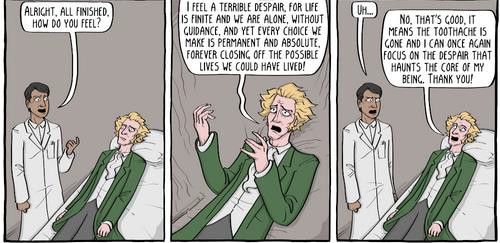 ALRIGHT, ALL FINISHED,
HOW DO YOU FEEL?
I FEEL A TERRIBLE DESPAIR, FOR LIFE
IS FINITE AND WE ARE ALONE, WITHOUT
GUIDANCE, AND YET EVERY CHOICE WE
MAKE IS PERMANENT AND ABSOLUTE,
FOREVER CLOSING OFF THE POSSIBLE
LIVES WE COULD HAVE LIVED!
UH...
NO, THAT'S GOOD, IT
MEANS THE TOOTHACHE IS
GONE AND I CAN ONCE AGAIN
FOCUS ON THE DESPAIR THAT
HAUNTS THE CORE OF MY
BEING. THANK YOU!